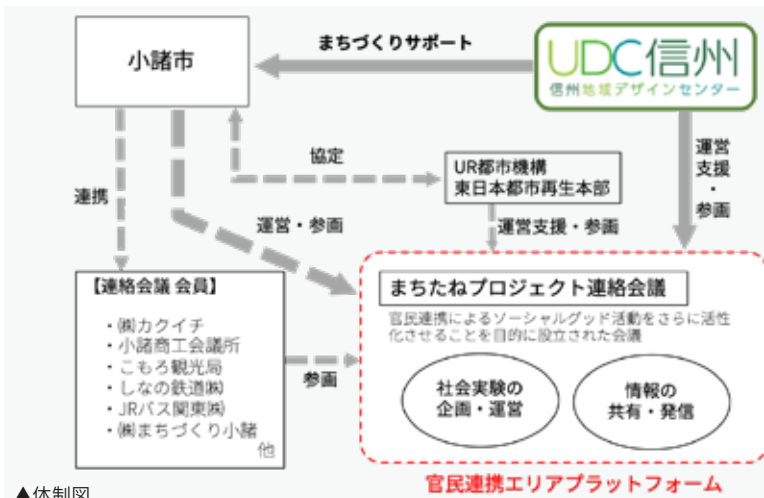 小諸市
まちづくりサポート
UDC信州
信州地域デザインセンター
協定
UR都市機構
東日本都市再生本部
運営
支援
・
参画
連携
運営・参画
運営支援・参画
【連絡会議 会員】
・㈱カクイチ
・小諸商工会議所
・こもろ観光局
・しなの鉄道㈱
・JRバス関東㈱
・㈱まちづくり小諸
他
参画
まちたねプロジェクト連絡会議
官民連携によるソーシャルグッド活動をさらに活性
化させることを目的に設立された会議
社会実験の
企画・運営
情報の
共有・発信
官民連携エリアプラットフォーム
▲体制図